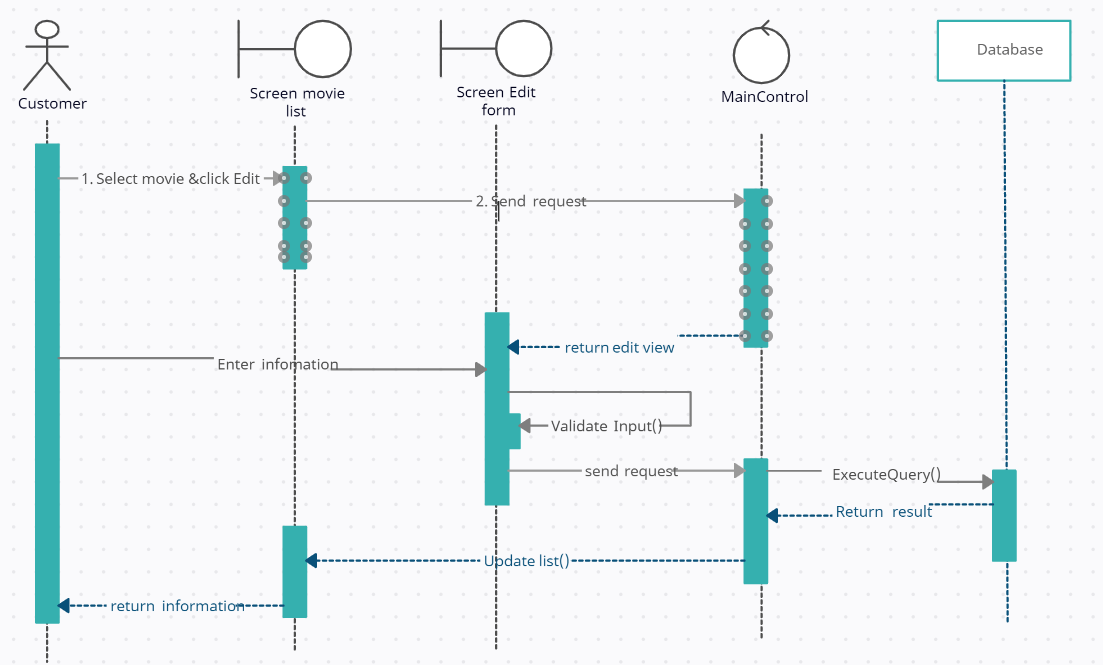 Database
Customer
Screen movie
list
Screen Edit
form
MainControl
1. Select movie &click Edit
2. Send request
return edit view
Enter infomation
Validate Input()
send request
ExecuteQuery()
Return result
Update list()
return information